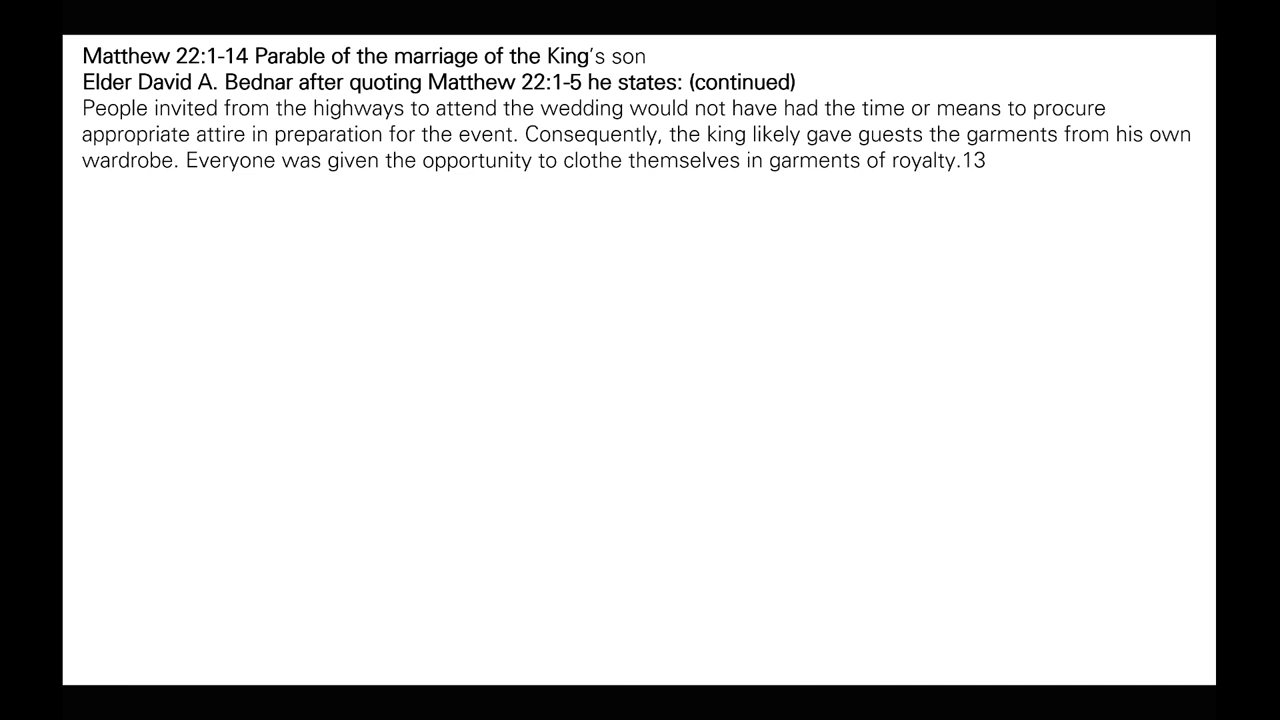 Matthew 22:1-14 Parable of the marriage of the King's son
Elder David A. Bednar after quoting Matthew 22:1-5 he states: (continued)
People invited from the highways to attend the wedding would not have had the time or means to procure
appropriate attire in preparation for the event. Consequently, the king likely gave guests the garments from his own
wardrobe. Everyone was given the opportunity to clothe themselves in garments of royalty.13